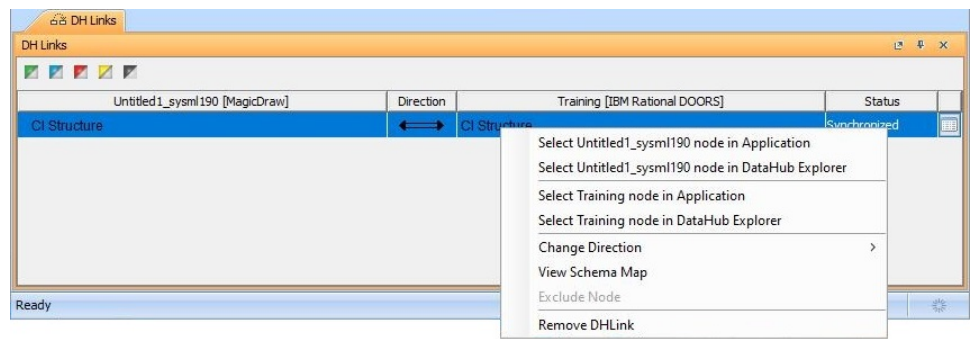 DH Links
DH Links
Untitled1_sysml190 [MagicDraw] Direction Training [IBM Rational DOORS] Status
CI Structure CI Structure Synchronized
Select Untitled1_sysml190 node in Application
Select Untitled1_sysml190 node in DataHub Explorer
Select Training node in Application
Select Training node in DataHub Explorer
Change Direction
View Schema Map
Exclude Node
Remove DHLink
Ready